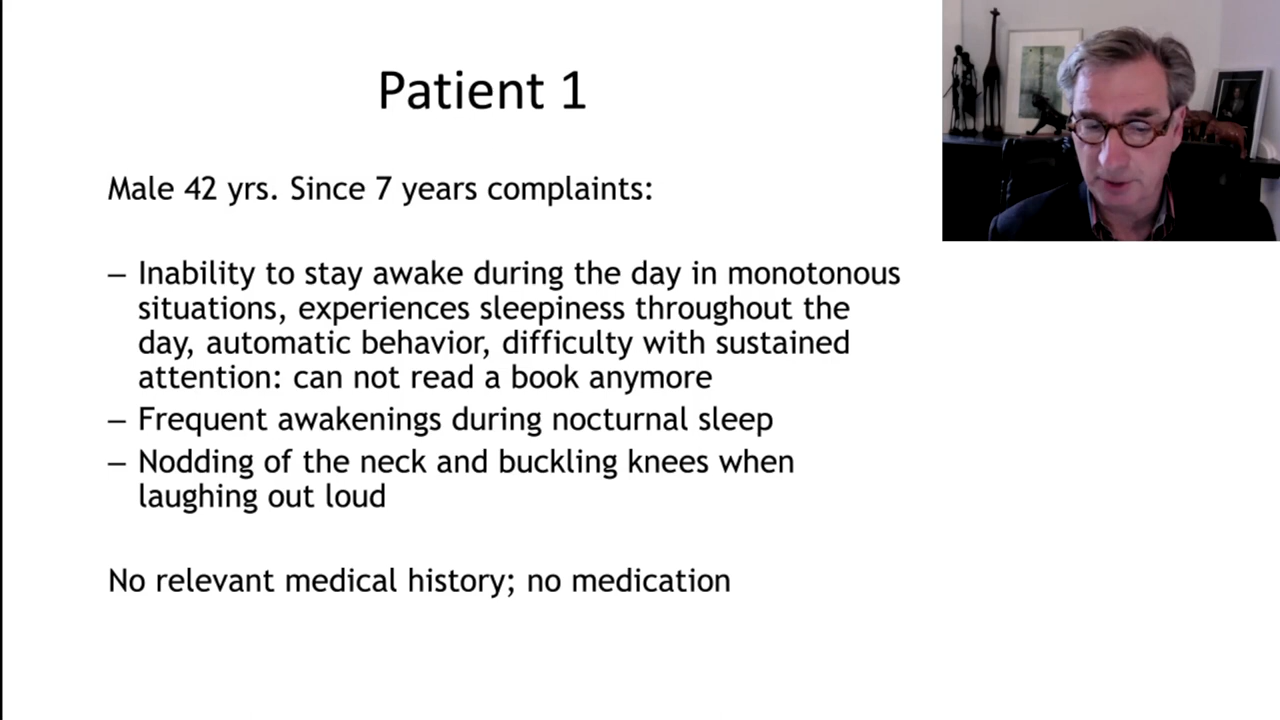 Patient 1
Male 42 yrs. Since 7 years complaints:
– Inability to stay awake during the day in monotonous
situations, experiences sleepiness throughout the
day, automatic behavior, difficulty with sustained
attention: can not read a book anymore
– Frequent awakenings during nocturnal sleep
– Nodding of the neck and buckling knees when
laughing out loud
No relevant medical history; no medication